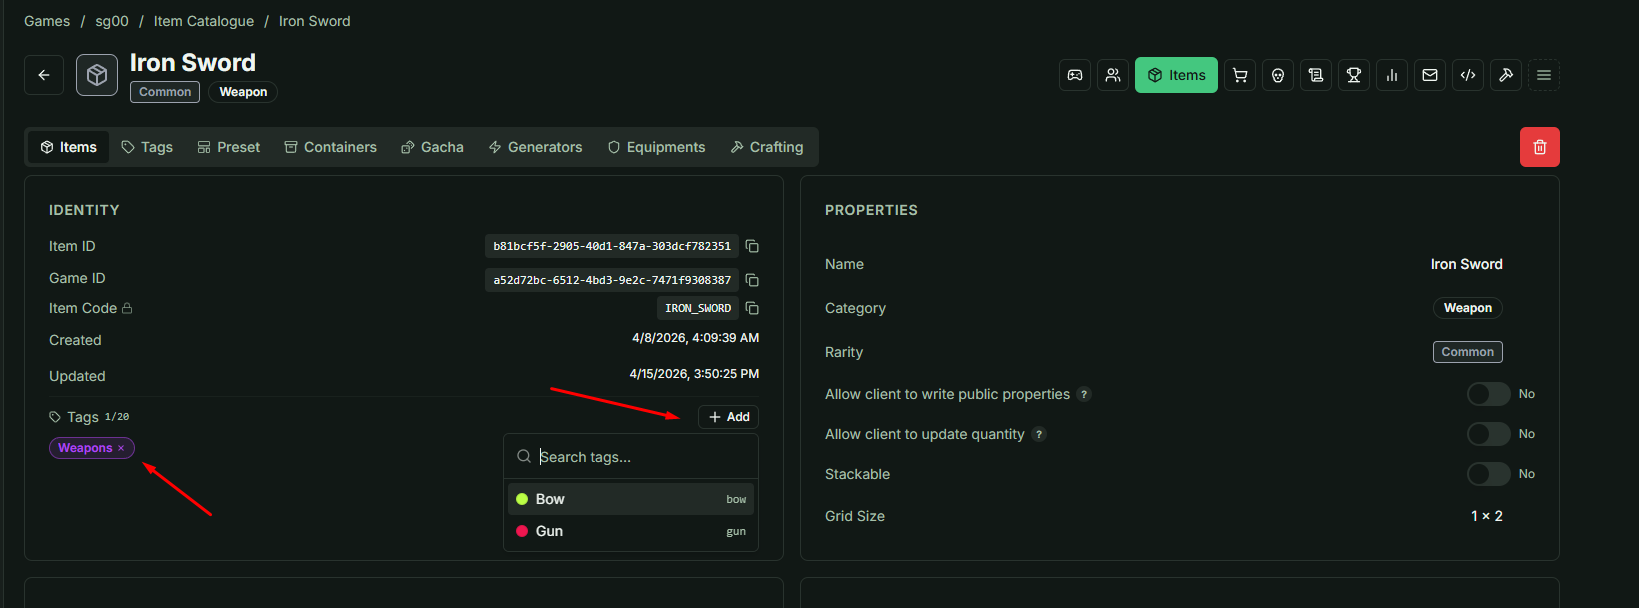 Games / sg00 / Item Catalogue / Iron Sword
Iron Sword
Common Weapon
Items
Items Tags Preset Containers Gacha Generators Equipments Crafting
IDENTITY
Item ID b81bcf5f-2905-40d1-847a-303dcf782351
Game ID a52d72bc-6512-4bd3-9e2c-7471f9308387
Item Code IRON_SWORD
Created 4/8/2026, 4:09:39 AM
Updated 4/15/2026, 3:50:25 PM
Tags 1/20 + Add
Weapons ×
Search tags...
Bow bow
Gun gun
PROPERTIES
Name Iron Sword
Category Weapon
Rarity Common
Allow client to write public properties ? No
Allow client to update quantity ? No
Stackable No
Grid Size 1 × 2